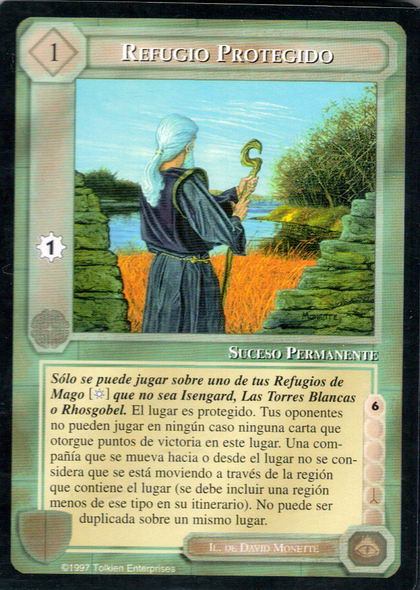 1
REFUGIO PROTEGIDO
1
MONETTE
SUCESO PERMANENTE
Sólo se puede jugar sobre uno de tus Refugios de
Mago [☼] que no sea Isengard, Las Torres Blancas
o Rhosgobel. El lugar es protegido. Tus oponentes
no pueden jugar en ningún caso ninguna carta que
otorgue puntos de victoria en este lugar. Una com-
pañía que se mueva hacia o desde el lugar no se con-
sidera que se está moviendo a través de la región
que contiene el lugar (se debe incluir una región
menos de ese tipo en su itinerario). No puede ser
duplicada sobre un mismo lugar.
6
IL. DE DAVID MONETTE
©1997 Tolkien Enterprises